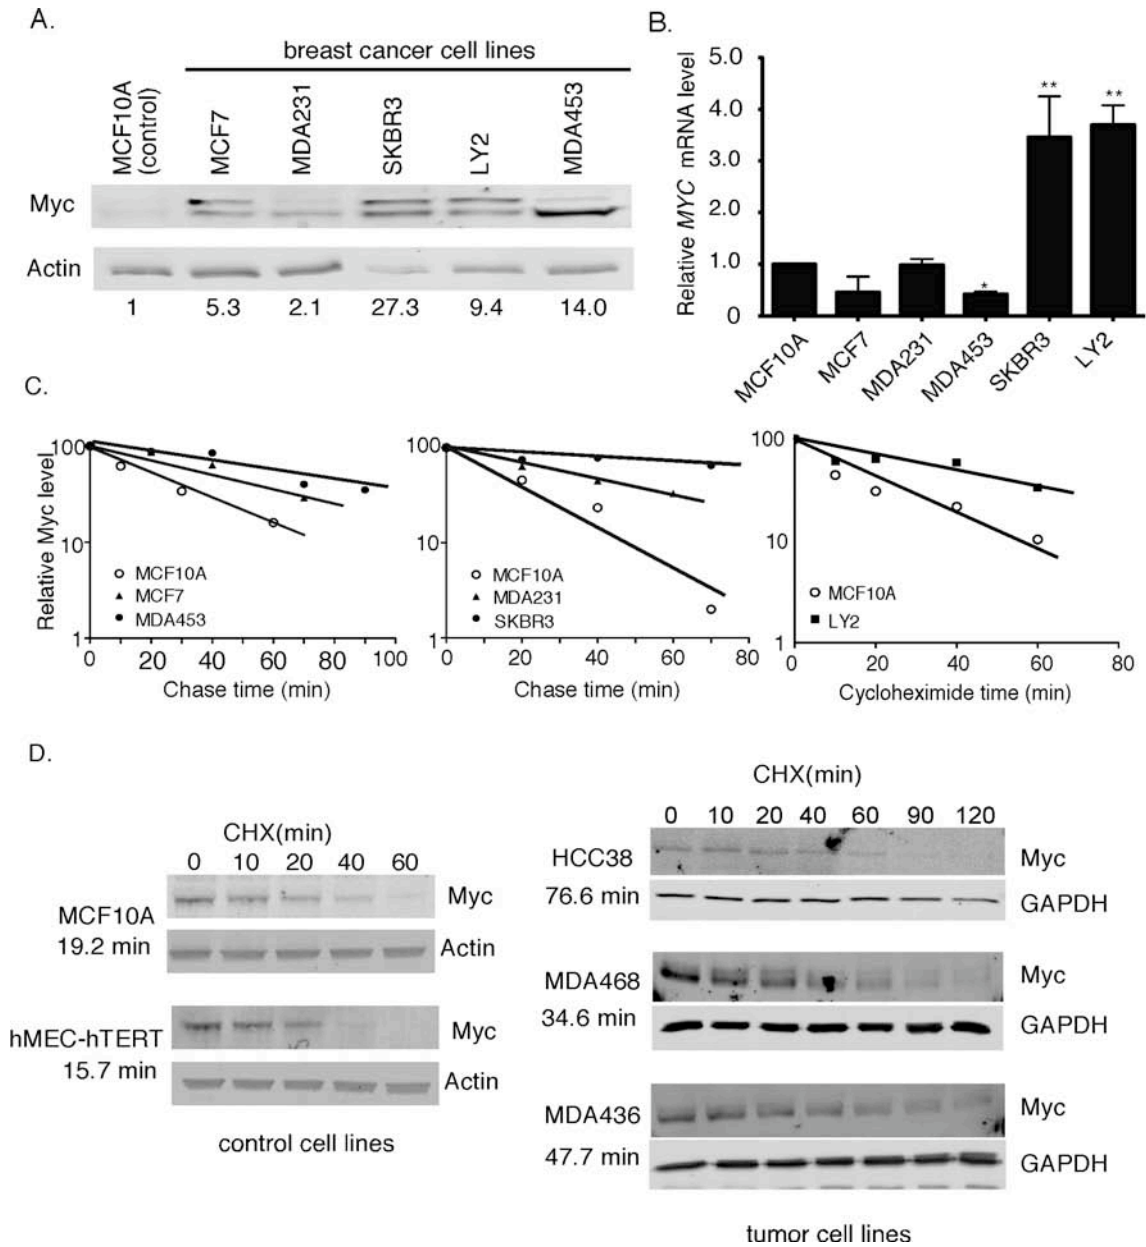 A.
breast cancer cell lines
MCF10A
(control)
MCF7
MDA231
SKBR3
LY2
MDA453
Myc
Actin
1 5.3 2.1 27.3 9.4 14.0
B.
Relative MYC mRNA level
5.0
4.0
3.0
2.0
1.0
0
* ** **
MCF10A
MCF7
MDA231
MDA453
SKBR3
LY2
C.
Relative Myc level
100
10
1
0 20 40 60 80 100
Chase time (min)
MCF10A
MCF7
MDA453
100
10
1
0 20 40 60 80
Chase time (min)
MCF10A
MDA231
SKBR3
100
10
1
0 20 40 60 80
Cycloheximide time (min)
MCF10A
LY2
D.
CHX(min)
0 10 20 40 60
MCF10A
19.2 min
Myc
Actin
hMEC-hTERT
15.7 min
Myc
Actin
control cell lines
CHX(min)
0 10 20 40 60 90 120
HCC38
76.6 min
Myc
GAPDH
MDA468
34.6 min
Myc
GAPDH
MDA436
47.7 min
Myc
GAPDH
tumor cell lines